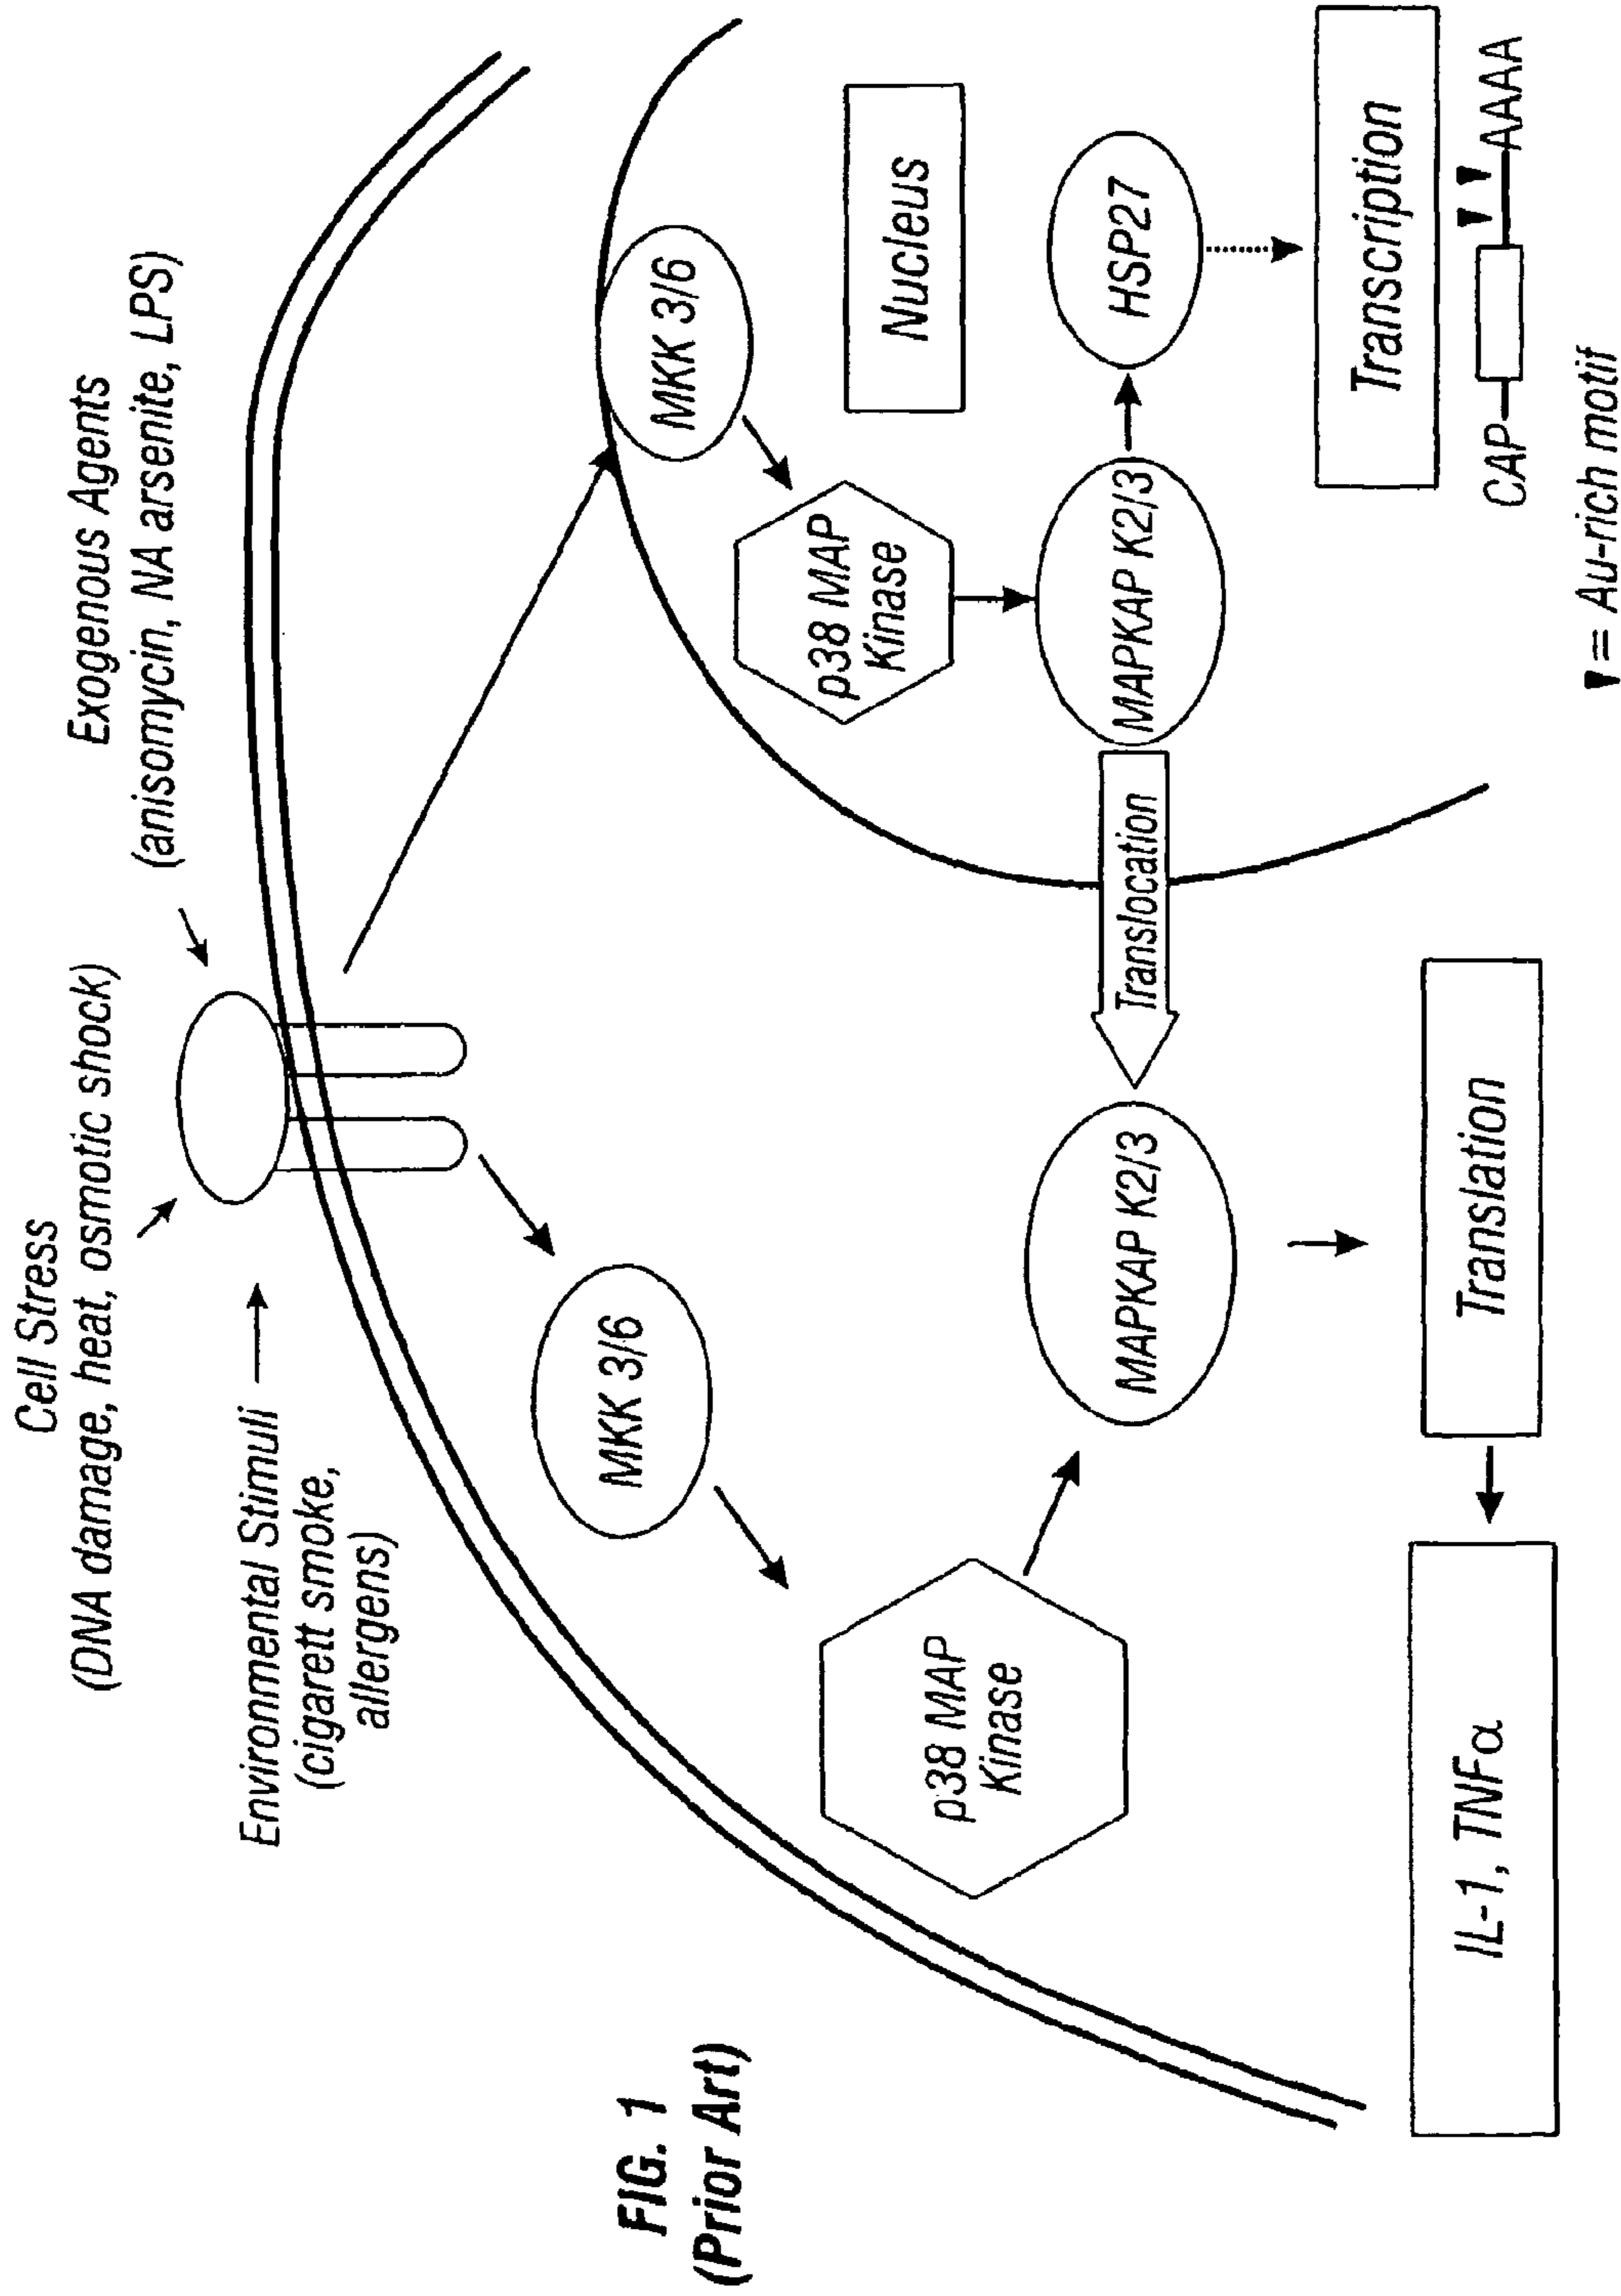 Cell Stress
(DNA damage, heat, osmotic shock)
Exogenous Agents
(anisomycin, NA arsenite, LPS)
Environmental Stimuli
(cigarett smoke,
allergens)
FIG. 1
(Prior Art)
MKK 3/6
MKK 3/6
p38 MAP
Kinase
p38 MAP
Kinase
Nucleus
MAPKAP K2/3
Translocation
MAPKAP K2/3
HSP27
IL-1, TNFα
Translation
Transcription
CAP
AAAA
= Au-rich motif